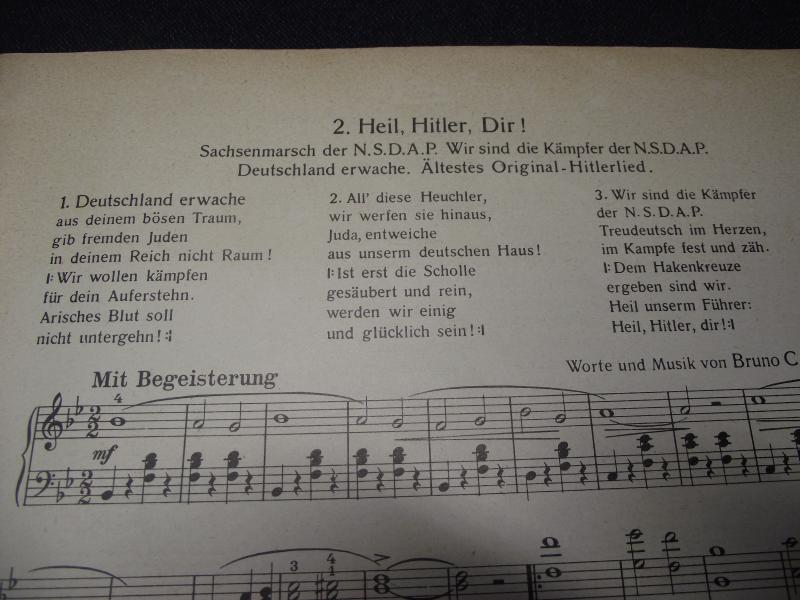 2. Heil, Hitler, Dir!
Sachsenmarsch der N.S.D.A.P. Wir sind die Kämpfer der N.S.D.A.P.
Deutschland erwache. Ältestes Original-Hitlerlied.
1. Deutschland erwache
aus deinem bösen Traum,
gib fremden Juden
in deinem Reich nicht Raum!
𝄆 Wir wollen kämpfen
für dein Auferstehn.
Arisches Blut soll
nicht untergehn! 𝄇
2. All' diese Heuchler,
wir werfen sie hinaus,
Juda, entweiche
aus unserm deutschen Haus!
𝄆 Ist erst die Scholle
gesäubert und rein,
werden wir einig
und glücklich sein! 𝄇
3. Wir sind die Kämpfer
der N.S.D.A.P.
Treudeutsch im Herzen,
im Kampfe fest und zäh.
𝄆 Dem Hakenkreuze
ergeben sind wir.
Heil unserm Führer:
Heil, Hitler, dir! 𝄇
Mit Begeisterung
Worte und Musik von Bruno C
4
mf
3
4
1